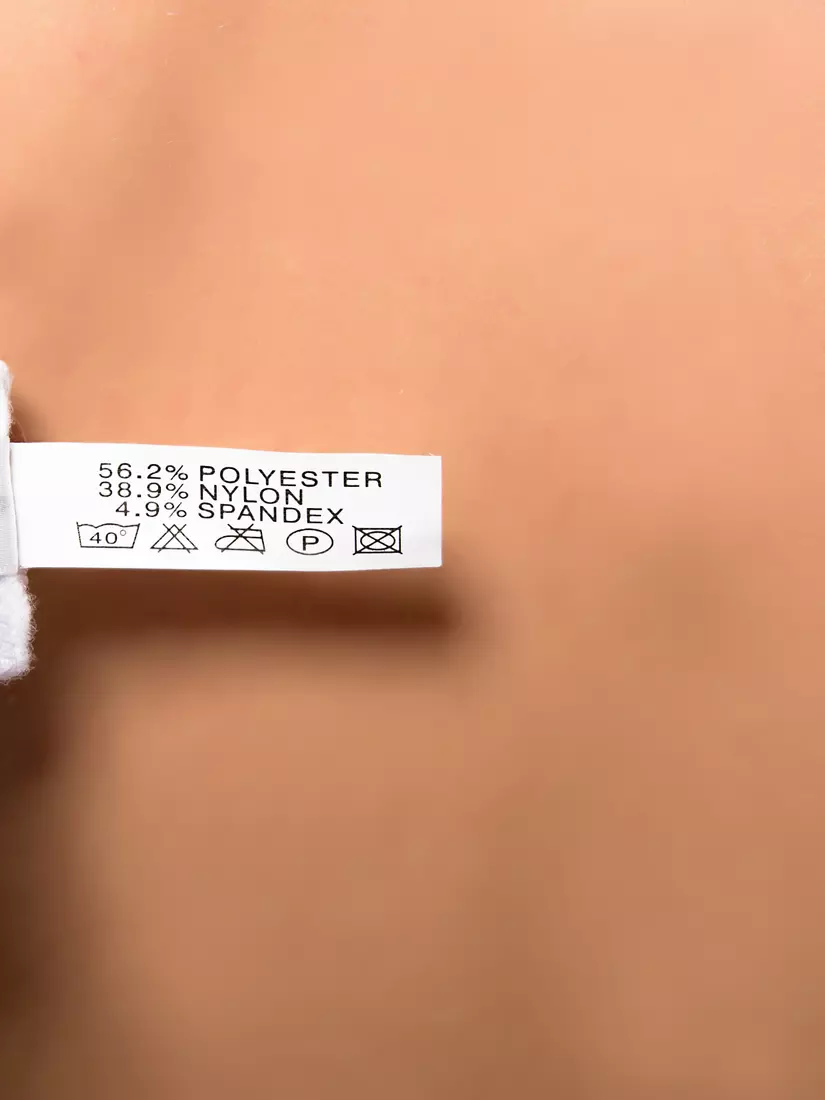 56.2% POLYESTER
38.9% NYLON
4.9% SPANDEX
40° P